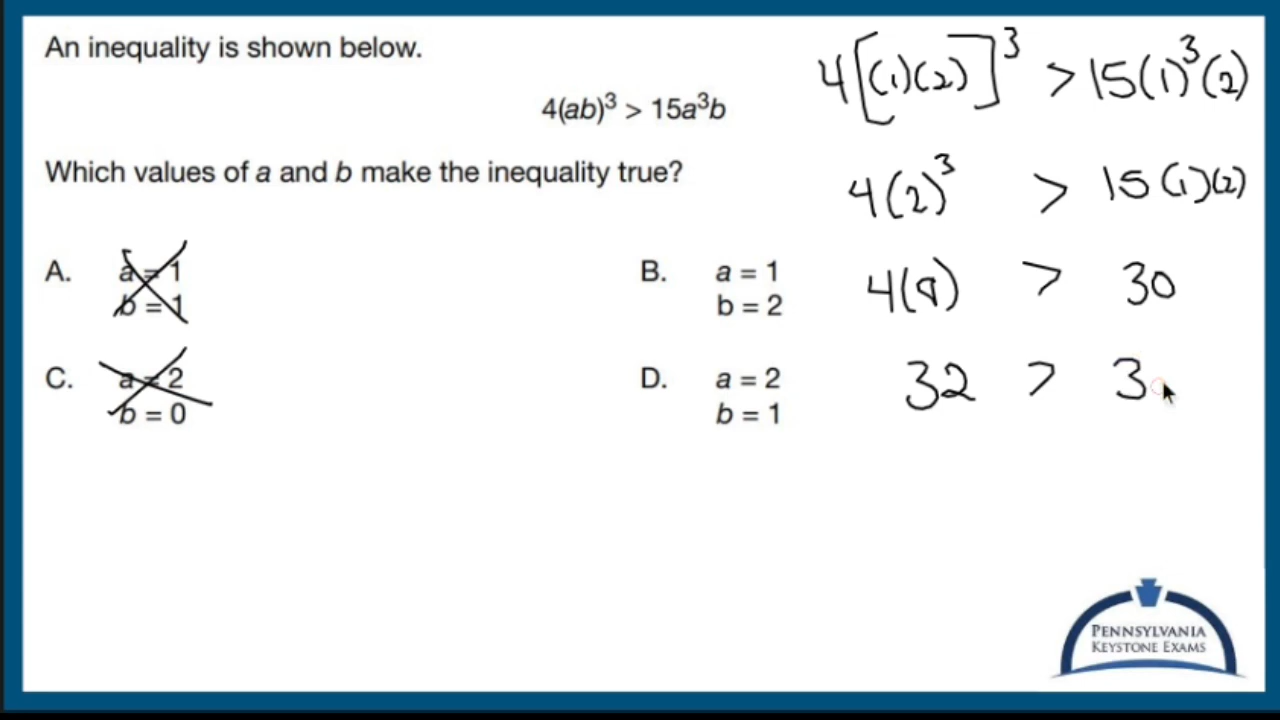 An inequality is shown below.
4(ab)³ > 15a³b
Which values of a and b make the inequality true?
A. a = 1
b = 1
B. a = 1
b = 2
C. a = 2
b = 0
D. a = 2
b = 1
4[(1)(2)]³ > 15(1)³(2)
4(2)³ > 15(1)(2)
4(8) > 30
32 > 3
PENNSYLVANIA
KEYSTONE EXAMS